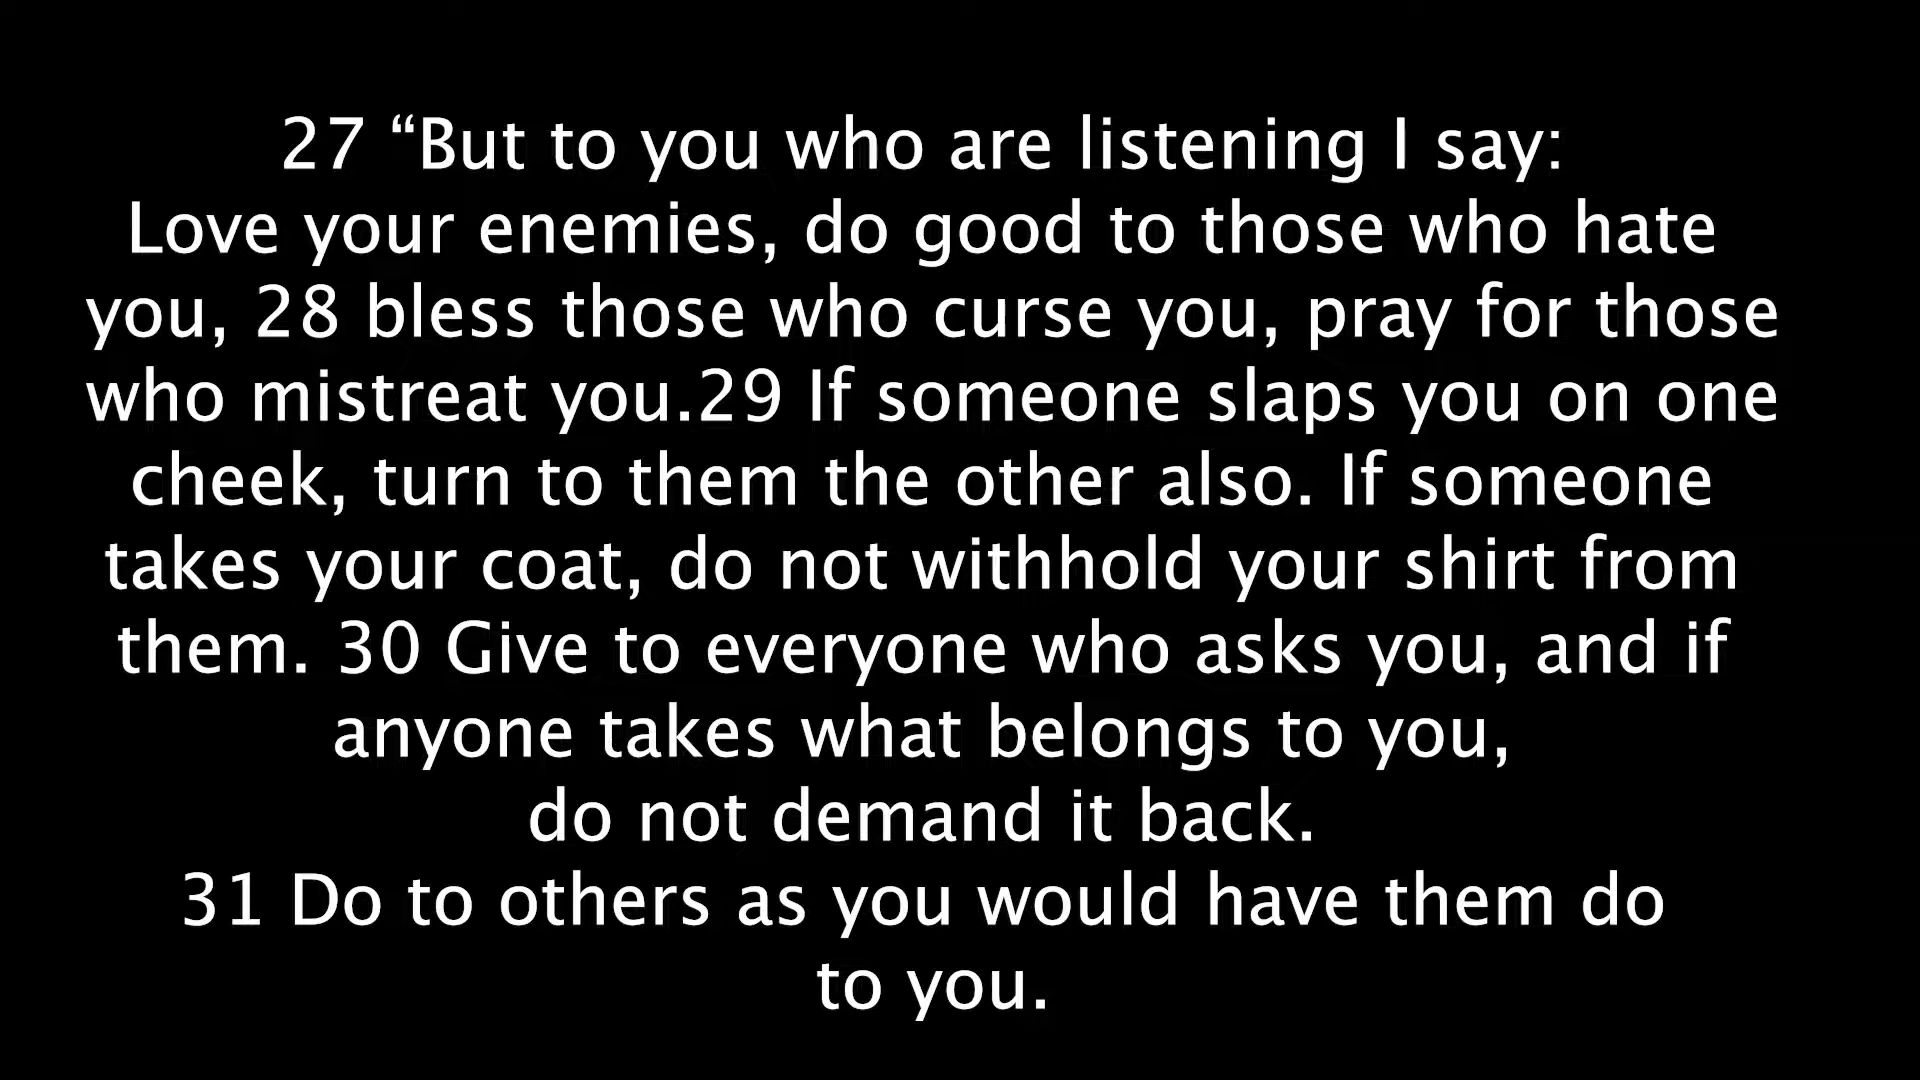 27 “But to you who are listening I say:
Love your enemies, do good to those who hate
you, 28 bless those who curse you, pray for those
who mistreat you.29 If someone slaps you on one
cheek, turn to them the other also. If someone
takes your coat, do not withhold your shirt from
them. 30 Give to everyone who asks you, and if
anyone takes what belongs to you,
do not demand it back.
31 Do to others as you would have them do
to you.